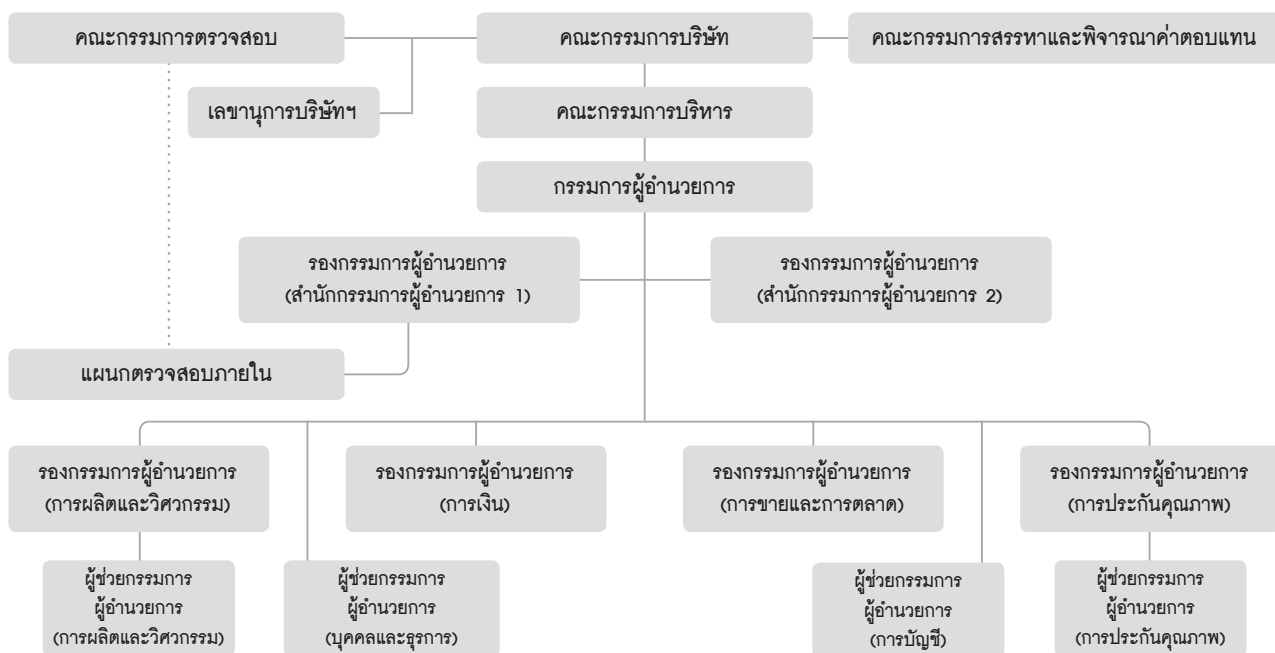 คณะกรรมการตรวจสอบ
คณะกรรมการบริษัท
คณะกรรมการสรรหาและพิจารณาค่าตอบแทน
เลขานุการบริษัทฯ
คณะกรรมการบริหาร
กรรมการผู้อำนวยการ
รองกรรมการผู้อำนวยการ
(สำนักกรรมการผู้อำนวยการ 1)
รองกรรมการผู้อำนวยการ
(สำนักกรรมการผู้อำนวยการ 2)
แผนกตรวจสอบภายใน
รองกรรมการผู้อำนวยการ
(การผลิตและวิศวกรรม)
รองกรรมการผู้อำนวยการ
(การเงิน)
รองกรรมการผู้อำนวยการ
(การขายและการตลาด)
รองกรรมการผู้อำนวยการ
(การประกันคุณภาพ)
ผู้ช่วยกรรมการ
ผู้อำนวยการ
(การผลิตและวิศวกรรม)
ผู้ช่วยกรรมการ
ผู้อำนวยการ
(บุคคลและธุรการ)
ผู้ช่วยกรรมการ
ผู้อำนวยการ
(การบัญชี)
ผู้ช่วยกรรมการ
ผู้อำนวยการ
(การประกันคุณภาพ)